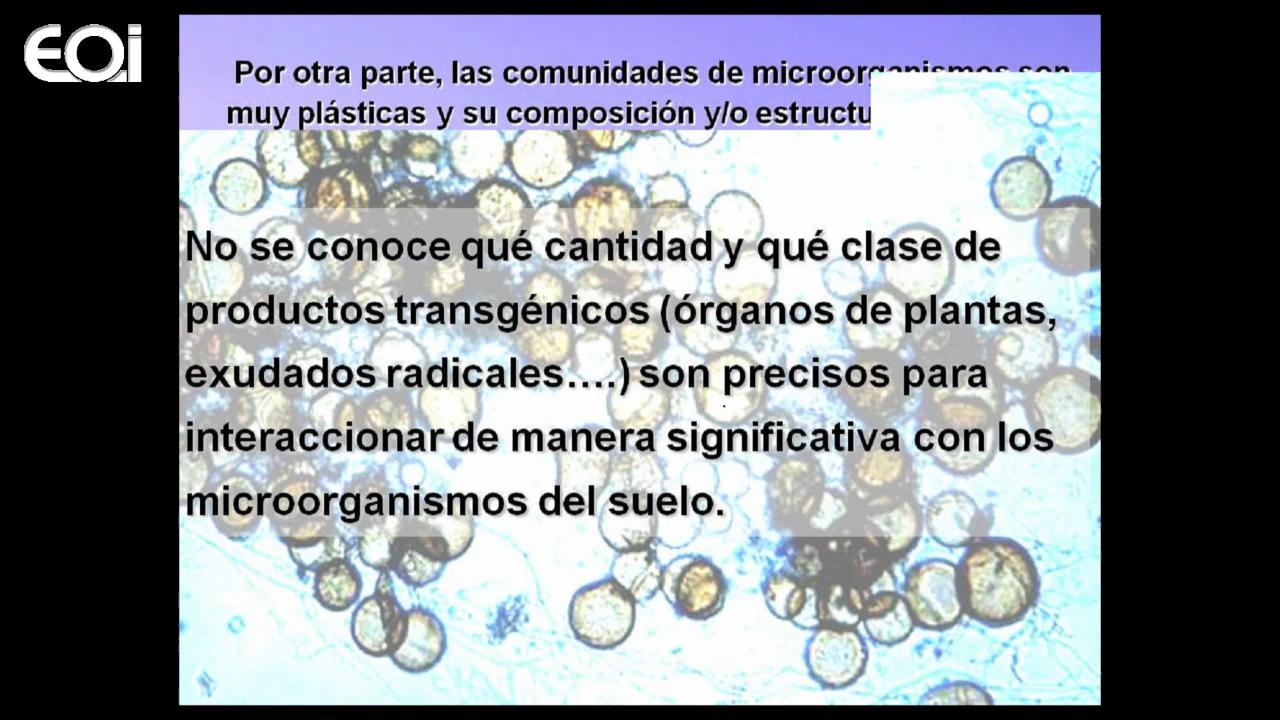 EOi
Por otra parte, las comunidades de microorganismos son
muy plásticas y su composición y/o
No se conoce qué cantidad y qué clase de
productos transgénicos (órganos de plantas,
exudados radicales….) son precisos para
interaccionar de manera significativa con los
microorganismos del suelo.